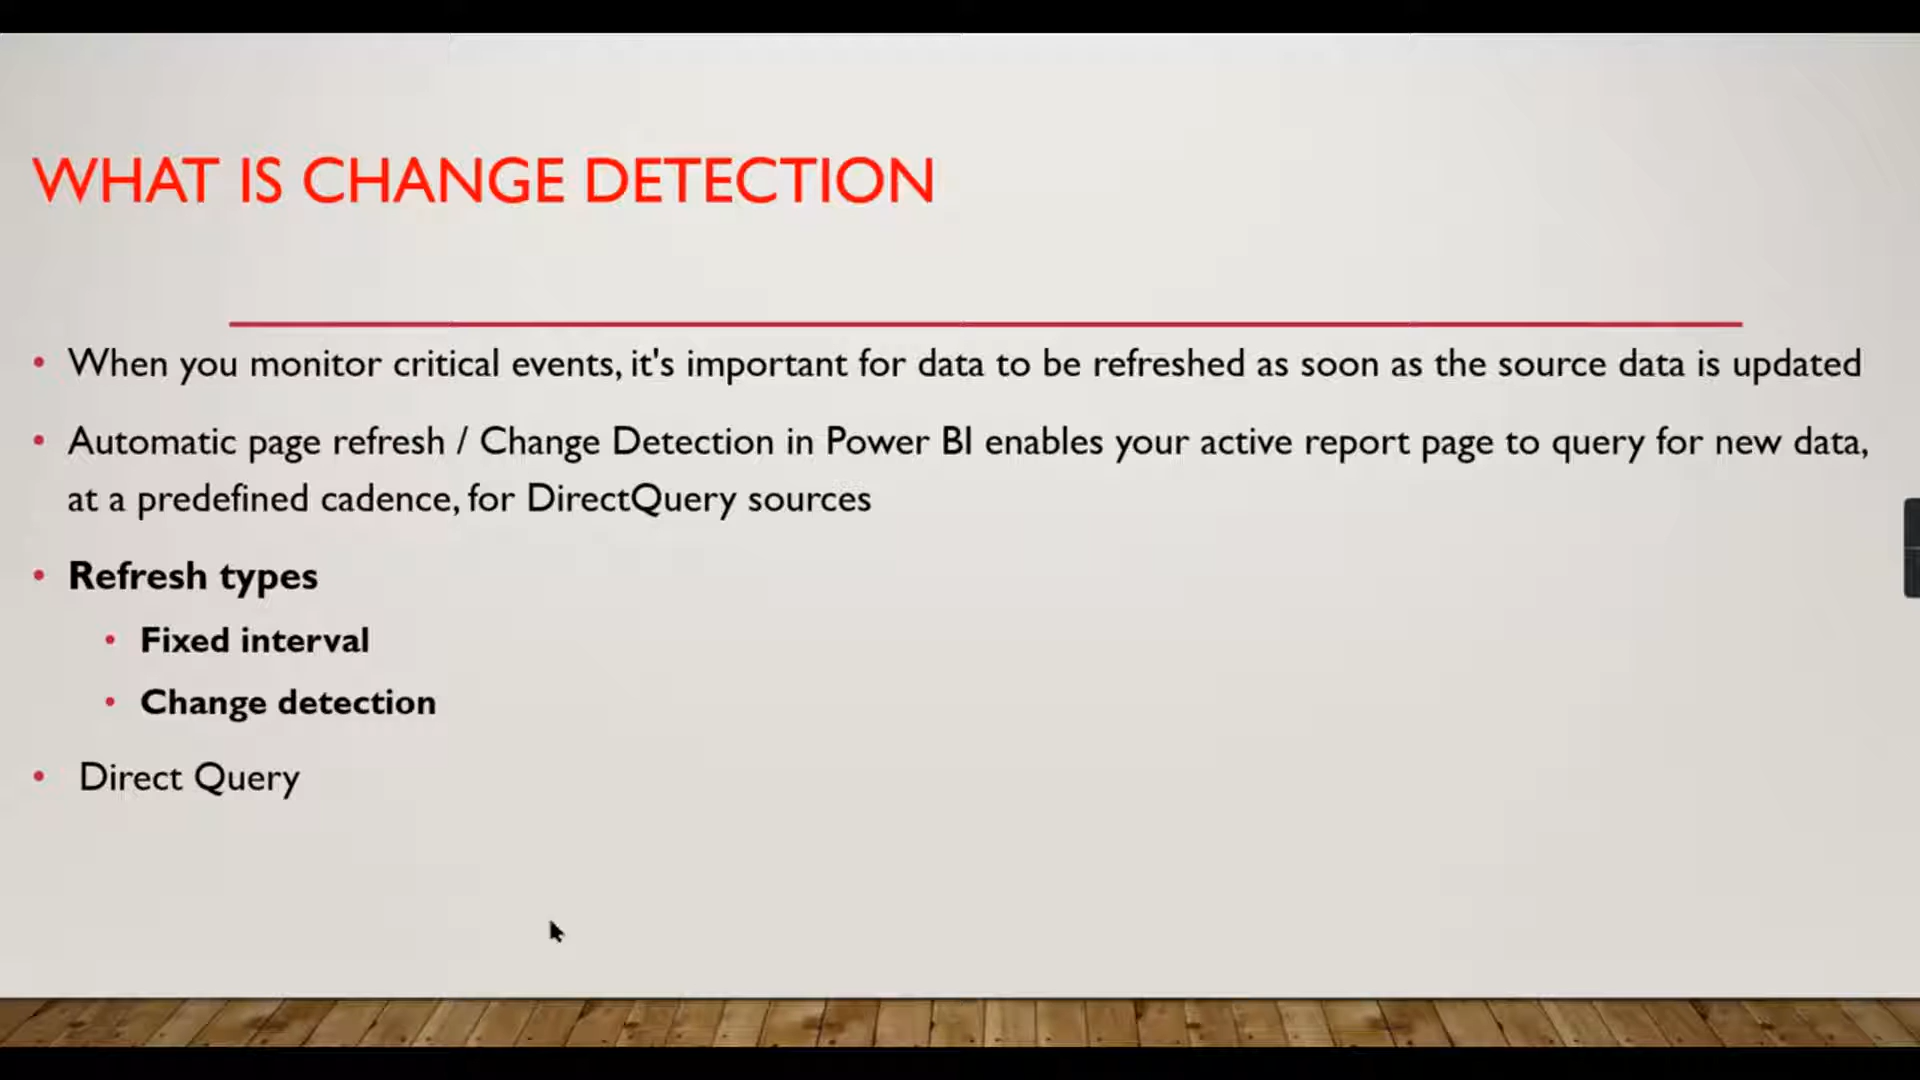 WHAT IS CHANGE DETECTION
• When you monitor critical events, it's important for data to be refreshed as soon as the source data is updated
• Automatic page refresh / Change Detection in Power BI enables your active report page to query for new data,
at a predefined cadence, for DirectQuery sources
• Refresh types
• Fixed interval
• Change detection
• Direct Query